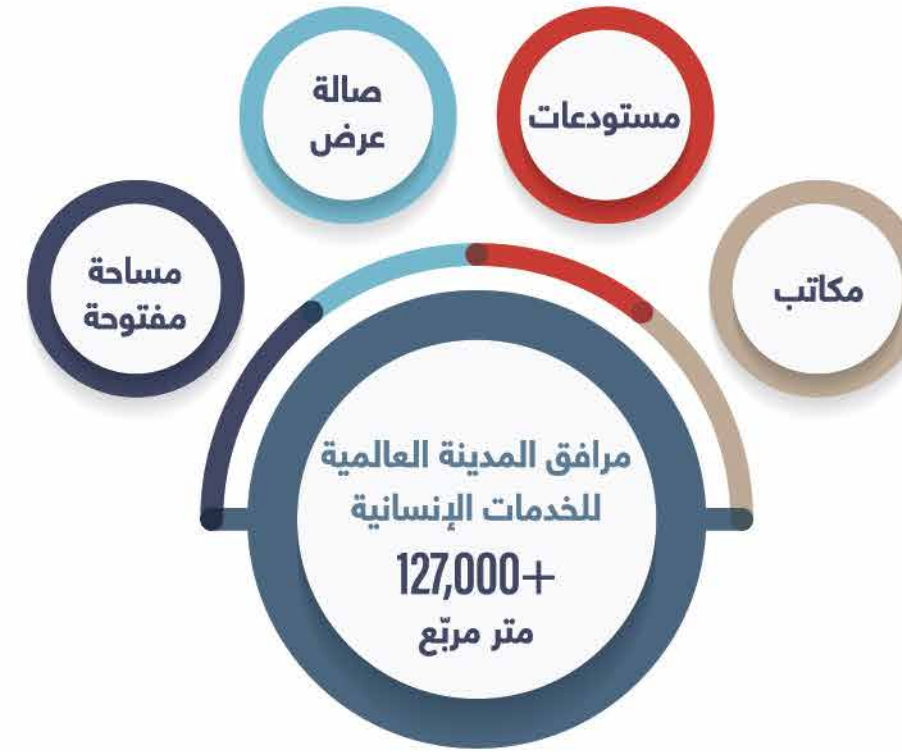 صالة
عرض
مستودعات
مساحة
مفتوحة
مكاتب
مرافق المدينة العالمية
للخدمات الإنسانية
127,000+
متر مربّع